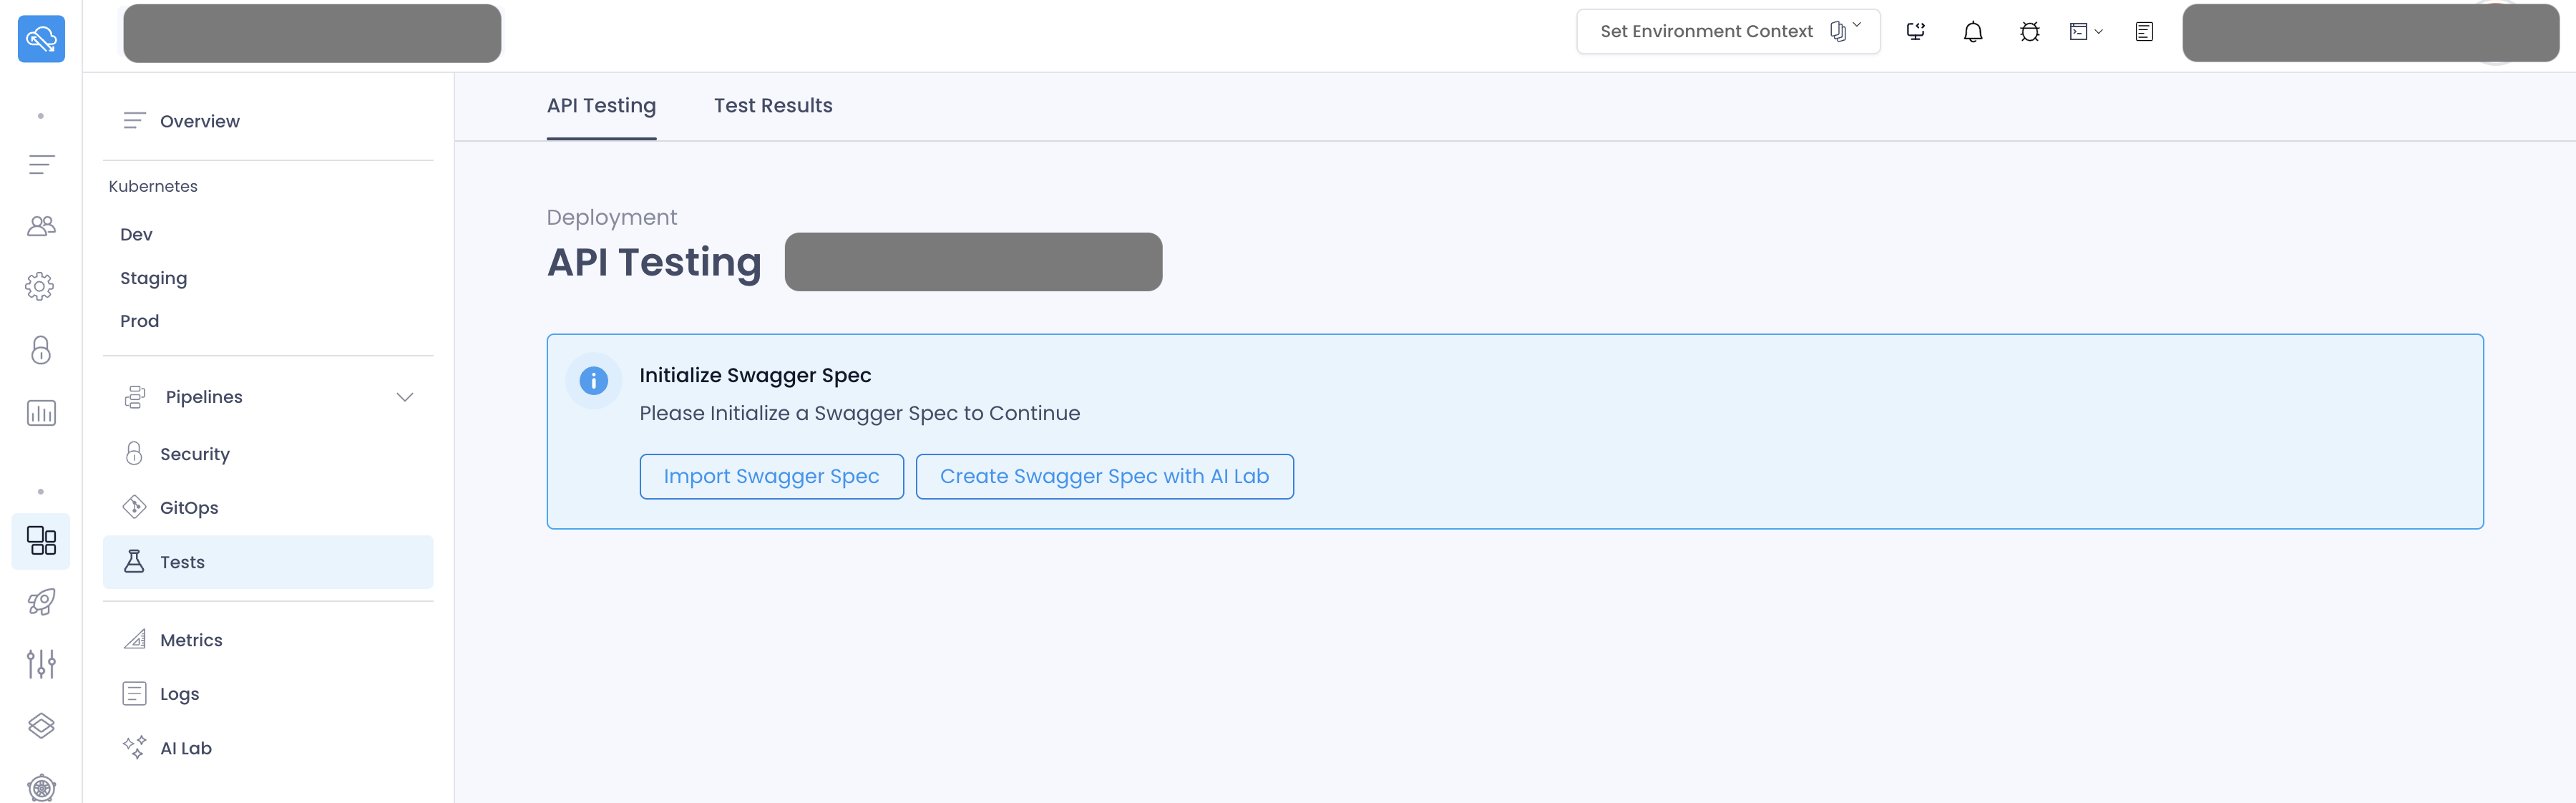 Set Environment Context
Overview
Kubernetes
Dev
Staging
Prod
Pipelines
Security
GitOps
Tests
Metrics
Logs
AI Lab
API Testing
Test Results
Deployment
API Testing
Initialize Swagger Spec
Please Initialize a Swagger Spec to Continue
Import Swagger Spec
Create Swagger Spec with AI Lab